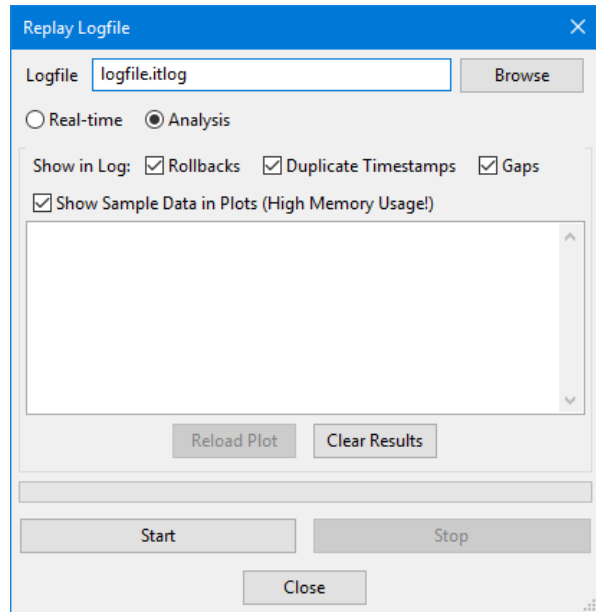 Replay Logfile
Logfile logfile.itlog Browse
Real-time Analysis
Show in Log: Rollbacks Duplicate Timestamps Gaps
Show Sample Data in Plots (High Memory Usage!)
Reload Plot Clear Results
Start Stop
Close